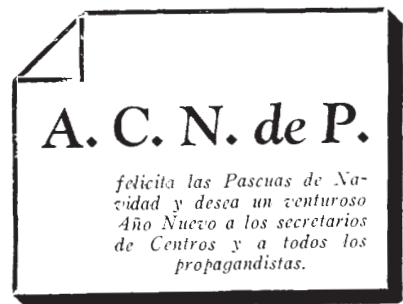 A. C. N. de P.
felicita las Pascuas de Na-
vidad y desea un venturoso
Año Nuevo a los secretarios
de Centros y a todos los
propagandistas.